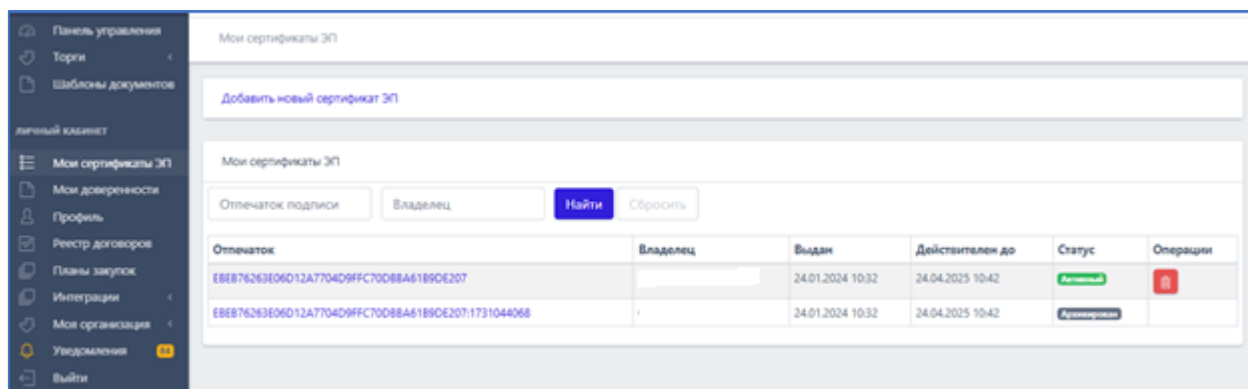 Панель управления
Торги
Шаблоны документов
ЛИЧНЫЙ КАБИНЕТ
Мои сертификаты ЭП
Мои доверенности
Профиль
Реестр договоров
Планы закупок
Интеграции
Моя организация
Уведомления 84
Выйти
Мои сертификаты ЭП
Добавить новый сертификат ЭП
Мои сертификаты ЭП
Отпечаток подписи Владелец Найти Сбросить
Отпечаток Владелец Выдан Действителен до Статус Операции
EBEB76263E06D12A7704D9FFC70DBBA61B9DE207 24.01.2024 10:32 24.04.2025 10:42 Активный
EBEB76263E06D12A7704D9FFC70DBBA61B9DE207:1731044068 24.01.2024 10:32 24.04.2025 10:42 Архивирован